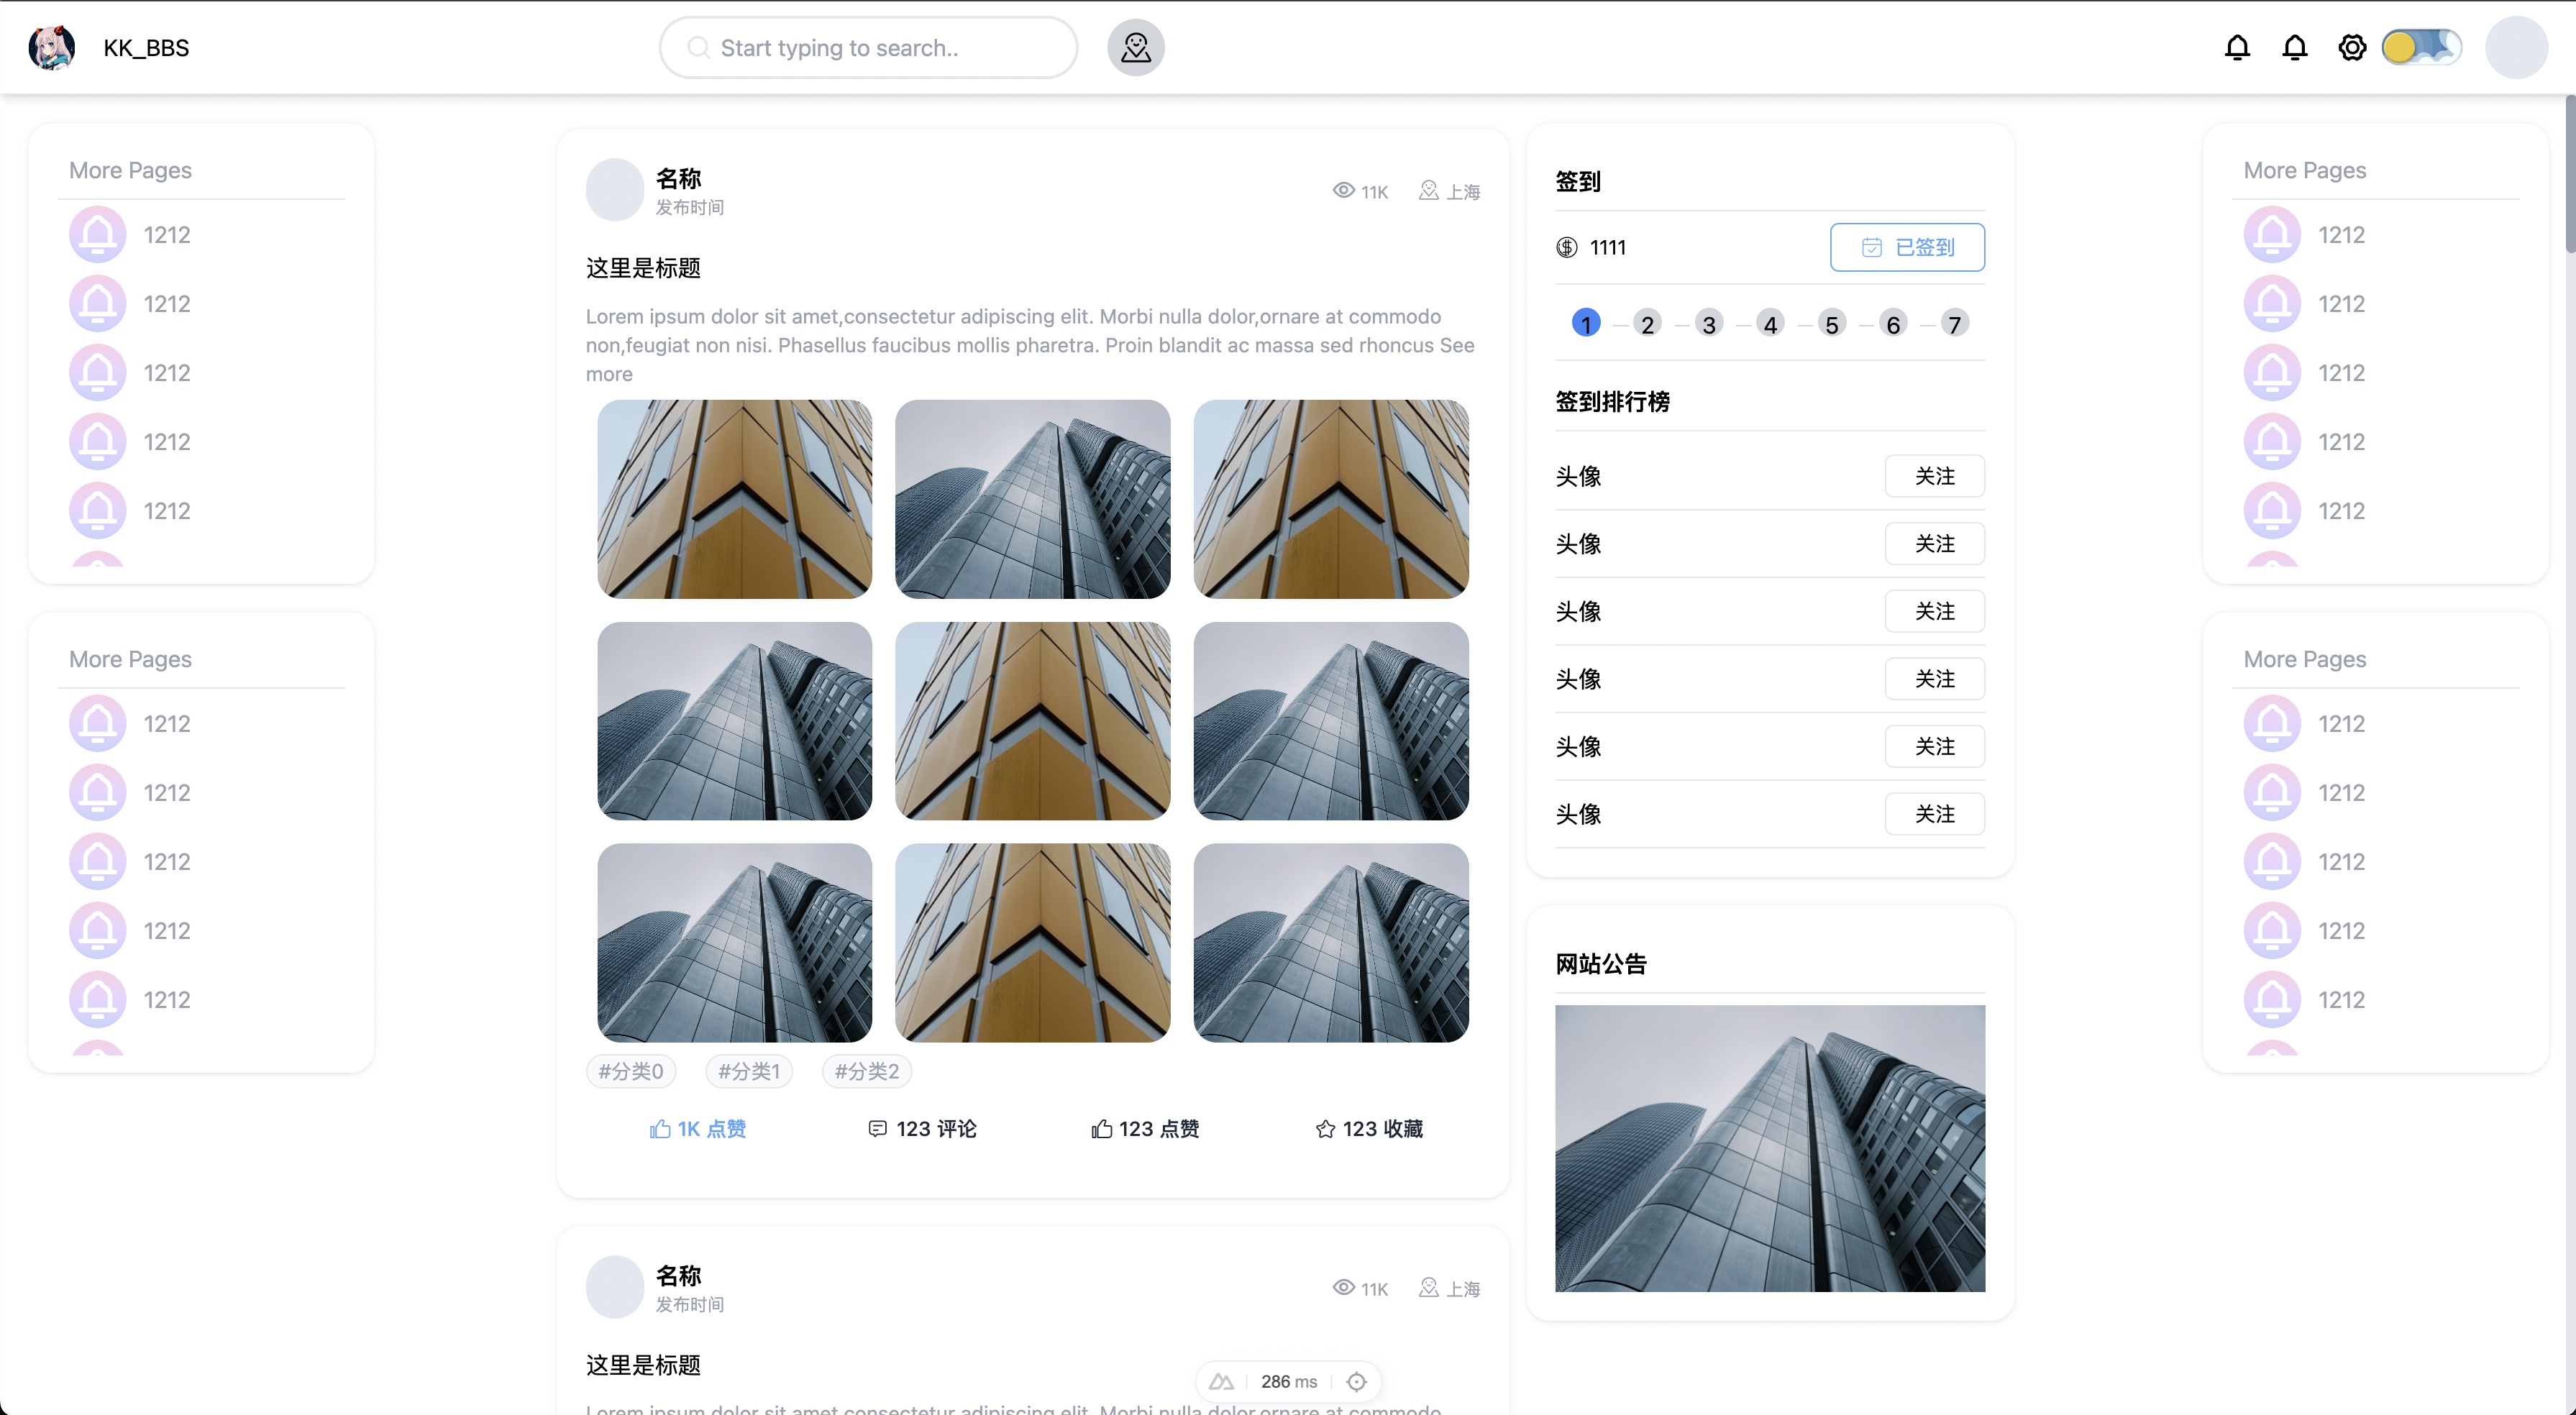 KK_BBS
Start typing to search..
More Pages
1212
1212
1212
1212
1212
More Pages
1212
1212
1212
1212
1212
名称
发布时间
11K
上海
这里是标题
Lorem ipsum dolor sit amet,consectetur adipiscing elit. Morbi nulla dolor,ornare at commodo
non,feugiat non nisi. Phasellus faucibus mollis pharetra. Proin blandit ac massa sed rhoncus See
more
#分类0 #分类1 #分类2
1K 点赞 123 评论 123 点赞 123 收藏
名称
发布时间
11K
上海
这里是标题
Lorem ipsum dolor sit amet,consectetur adipiscing elit. Morbi nulla dolor,ornare at commodo
286 ms
签到
1111 已签到
1 2 3 4 5 6 7
签到排行榜
头像 关注
头像 关注
头像 关注
头像 关注
头像 关注
头像 关注
网站公告
More Pages
1212
1212
1212
1212
1212
More Pages
1212
1212
1212
1212
1212